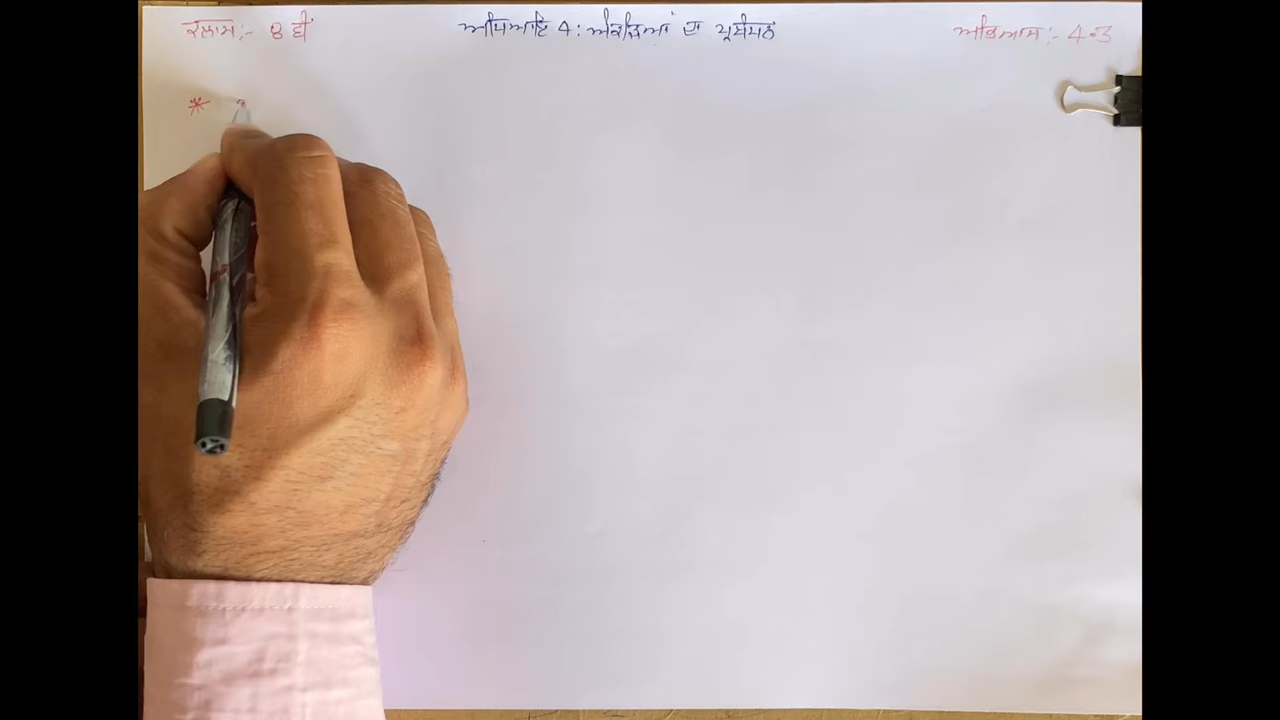 ਕਲਾਸ:- 8 ਵੀਂ
ਅਧਿਆਇ 4: ਅੰਕੜਿਆਂ ਦਾ ਪ੍ਰਬੰਧਨ
ਅਭਿਆਸ:- 4.3
*